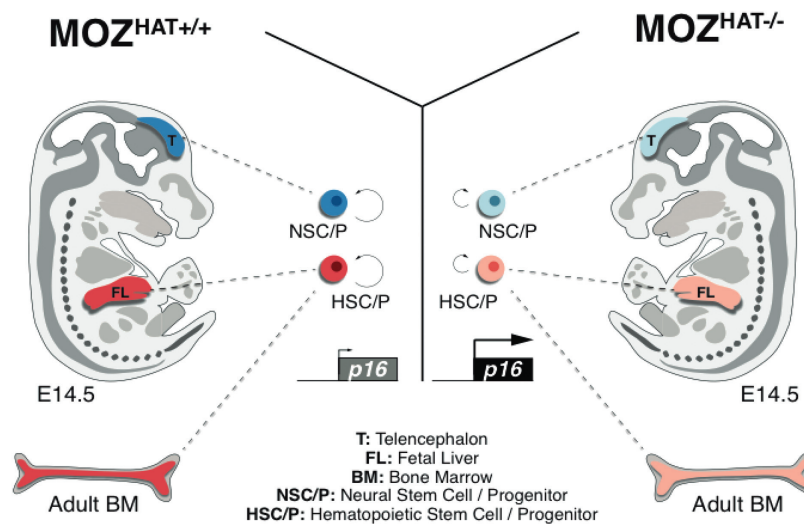 MOZHAT+/+
MOZHAT-/-
T
T
NSC/P
NSC/P
HSC/P
HSC/P
FL
FL
p16
p16
E14.5
E14.5
T: Telencephalon
FL: Fetal Liver
BM: Bone Marrow
NSC/P: Neural Stem Cell / Progenitor
HSC/P: Hematopoietic Stem Cell / Progenitor
Adult BM
Adult BM